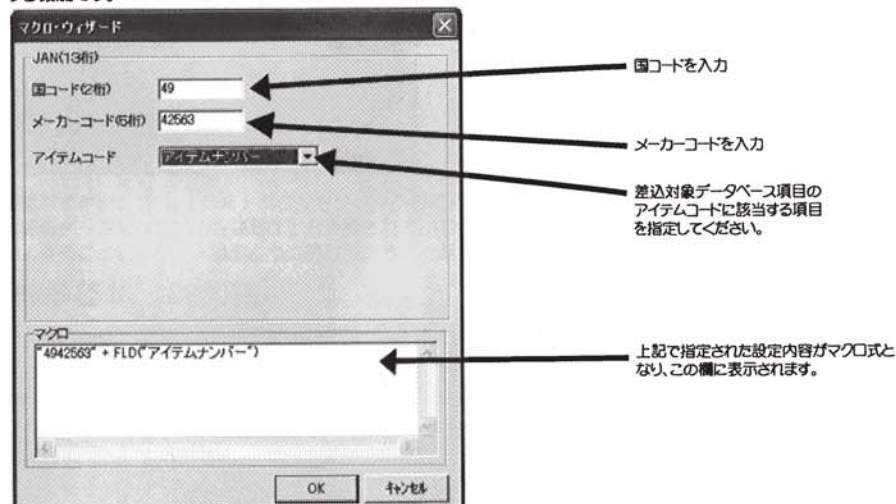 マクロ・ウィザード
JAN(13桁)
国コード(2桁)
49
国コードを入力
メーカーコード(5桁)
42563
メーカーコードを入力
アイテムコード
アイテムナンバー
差込対象データベース項目の
アイテムコードに該当する項目
を指定してください。
マクロ
"4942563" + FLD("アイテムナンバー")
上記で指定された設定内容がマクロ式と
なり、この欄に表示されます。
OK
キャンセル